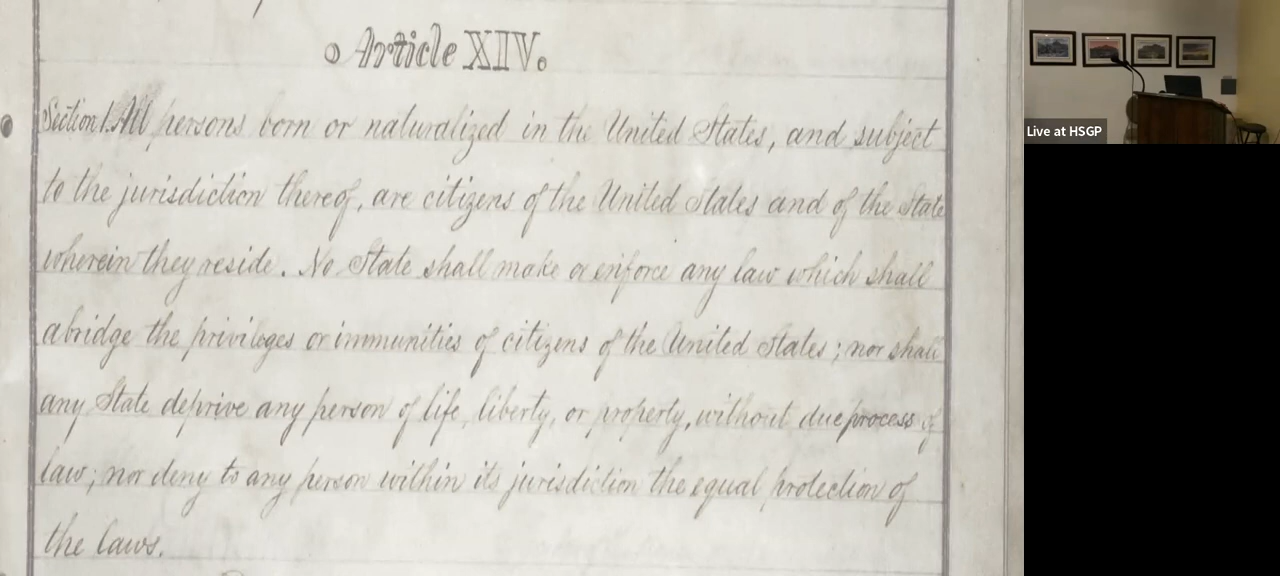 Article XIV.
Section 1. All persons born or naturalized in the United States, and subject
to the jurisdiction thereof, are citizens of the United States and of the State
wherein they reside. No State shall make or enforce any law which shall
abridge the privileges or immunities of citizens of the United States; nor shall
any State deprive any person of life, liberty, or property, without due process of
law; nor deny to any person within its jurisdiction the equal protection of
the laws.
Live at HSGP